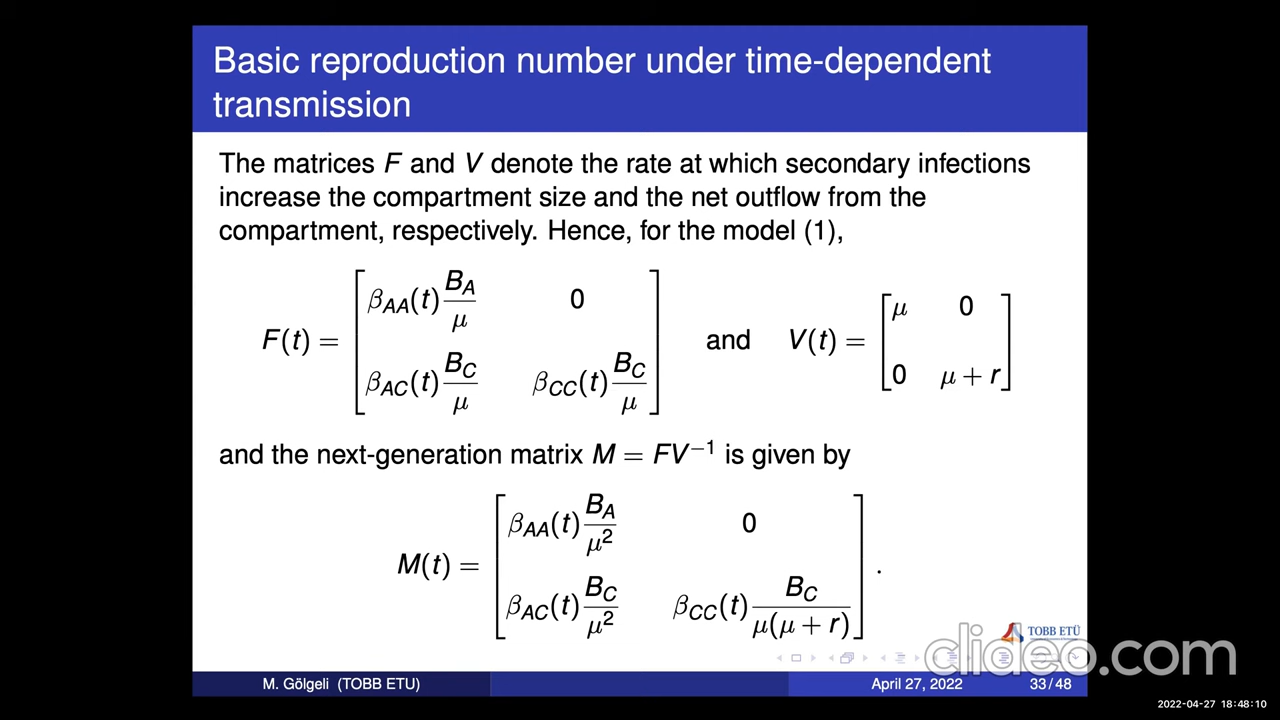 Basic reproduction number under time-dependent
transmission
The matrices F and V denote the rate at which secondary infections
increase the compartment size and the net outflow from the
compartment, respectively. Hence, for the model (1),
F(t) = [ β_AA(t) B_A/μ 0 ; β_AC(t) B_C/μ β_CC(t) B_C/μ ] and V(t) = [ μ 0 ; 0 μ + r ]
and the next-generation matrix M = FV⁻¹ is given by
M(t) = [ β_AA(t) B_A/μ² 0 ; β_AC(t) B_C/μ² β_CC(t) B_C/μ(μ + r) ] .
TOBB ETÜ
clideo.com
M. Gölgeli (TOBB ETU) April 27, 2022 33 / 48
2022-04-27 18:48:10